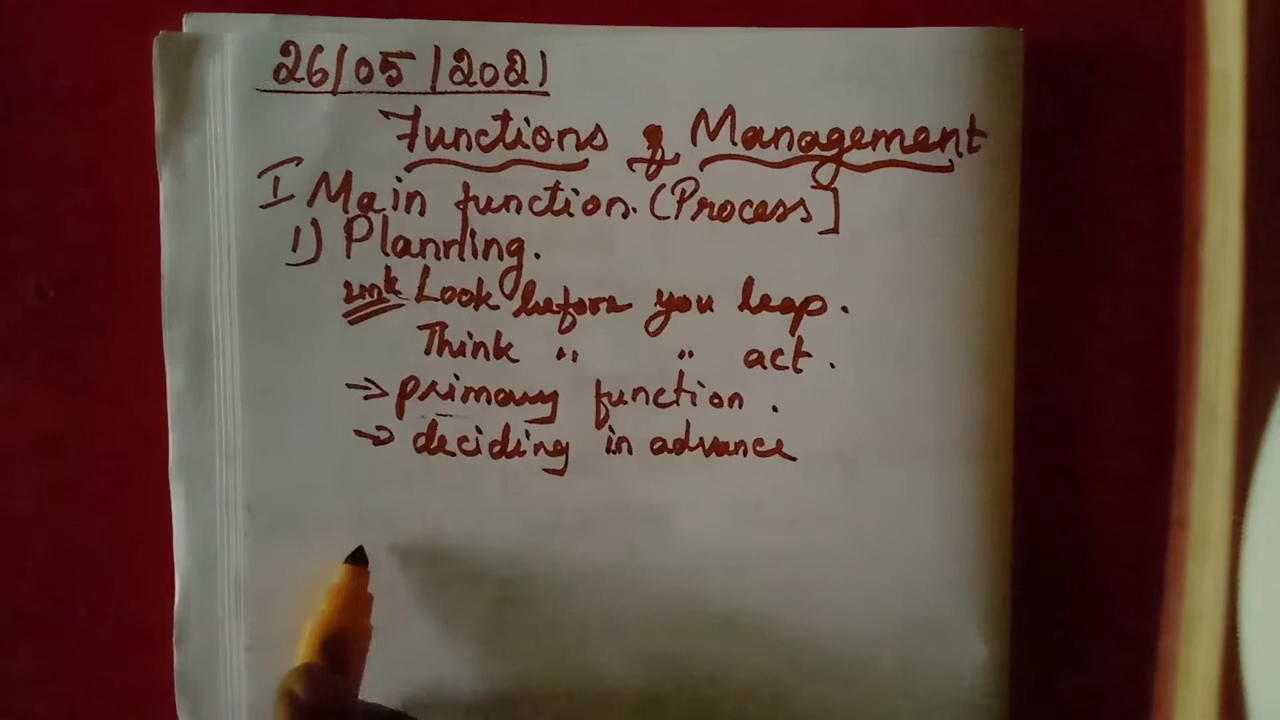 26/05/2021
Functions of Management
I Main function. (Process]
1) Planning.
2mk Look before you leap.
Think " " act.
→ primary function.
→ deciding in advance